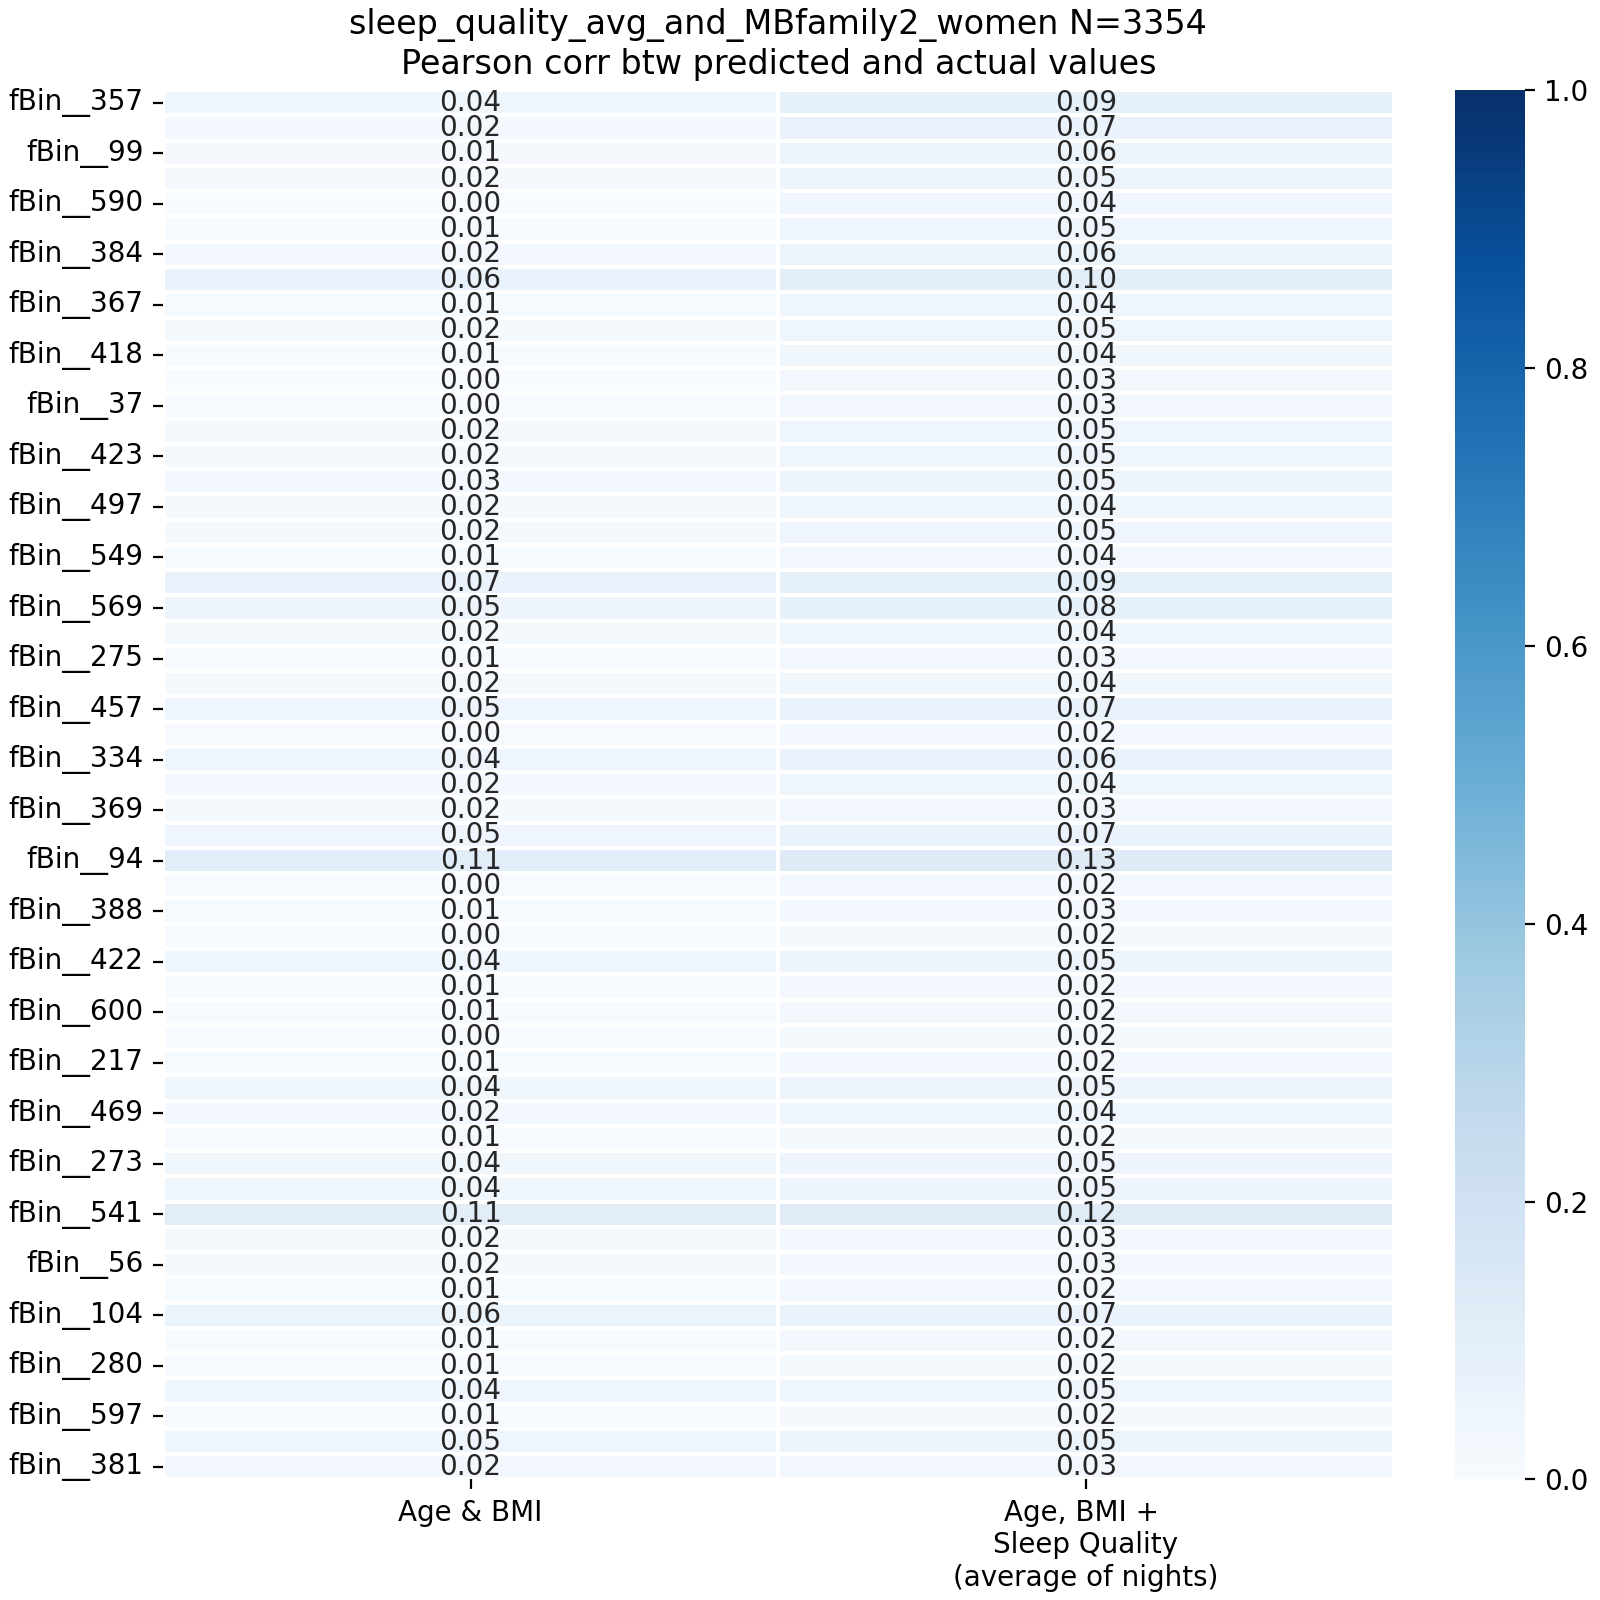 sleep_quality_avg_and_MBfamily2_women N=3354
Pearson corr btw predicted and actual values
fBin__357 0.04 0.09 1.0
0.02 0.07
fBin__99 0.01 0.06
0.02 0.05
fBin__590 0.00 0.04
0.01 0.05
fBin__384 0.02 0.06
0.06 0.10
fBin__367 0.01 0.04
0.02 0.05
fBin__418 0.01 0.04 0.8
0.00 0.03
fBin__37 0.00 0.03
0.02 0.05
fBin__423 0.02 0.05
0.03 0.05
fBin__497 0.02 0.04
0.02 0.05
fBin__549 0.01 0.04
0.07 0.09
fBin__569 0.05 0.08
0.02 0.04 0.6
fBin__275 0.01 0.03
0.02 0.04
fBin__457 0.05 0.07
0.00 0.02
fBin__334 0.04 0.06
0.02 0.04
fBin__369 0.02 0.03
0.05 0.07
fBin__94 0.11 0.13
0.00 0.02
fBin__388 0.01 0.03 0.4
0.00 0.02
fBin__422 0.04 0.05
0.01 0.02
fBin__600 0.01 0.02
0.00 0.02
fBin__217 0.01 0.02
0.04 0.05
fBin__469 0.02 0.04
0.01 0.02
fBin__273 0.04 0.05
0.04 0.05
fBin__541 0.11 0.12 0.2
0.02 0.03
fBin__56 0.02 0.03
0.01 0.02
fBin__104 0.06 0.07
0.01 0.02
fBin__280 0.01 0.02
0.04 0.05
fBin__597 0.01 0.02
0.05 0.05
fBin__381 0.02 0.03 0.0
Age & BMI Age, BMI +
Sleep Quality
(average of nights)